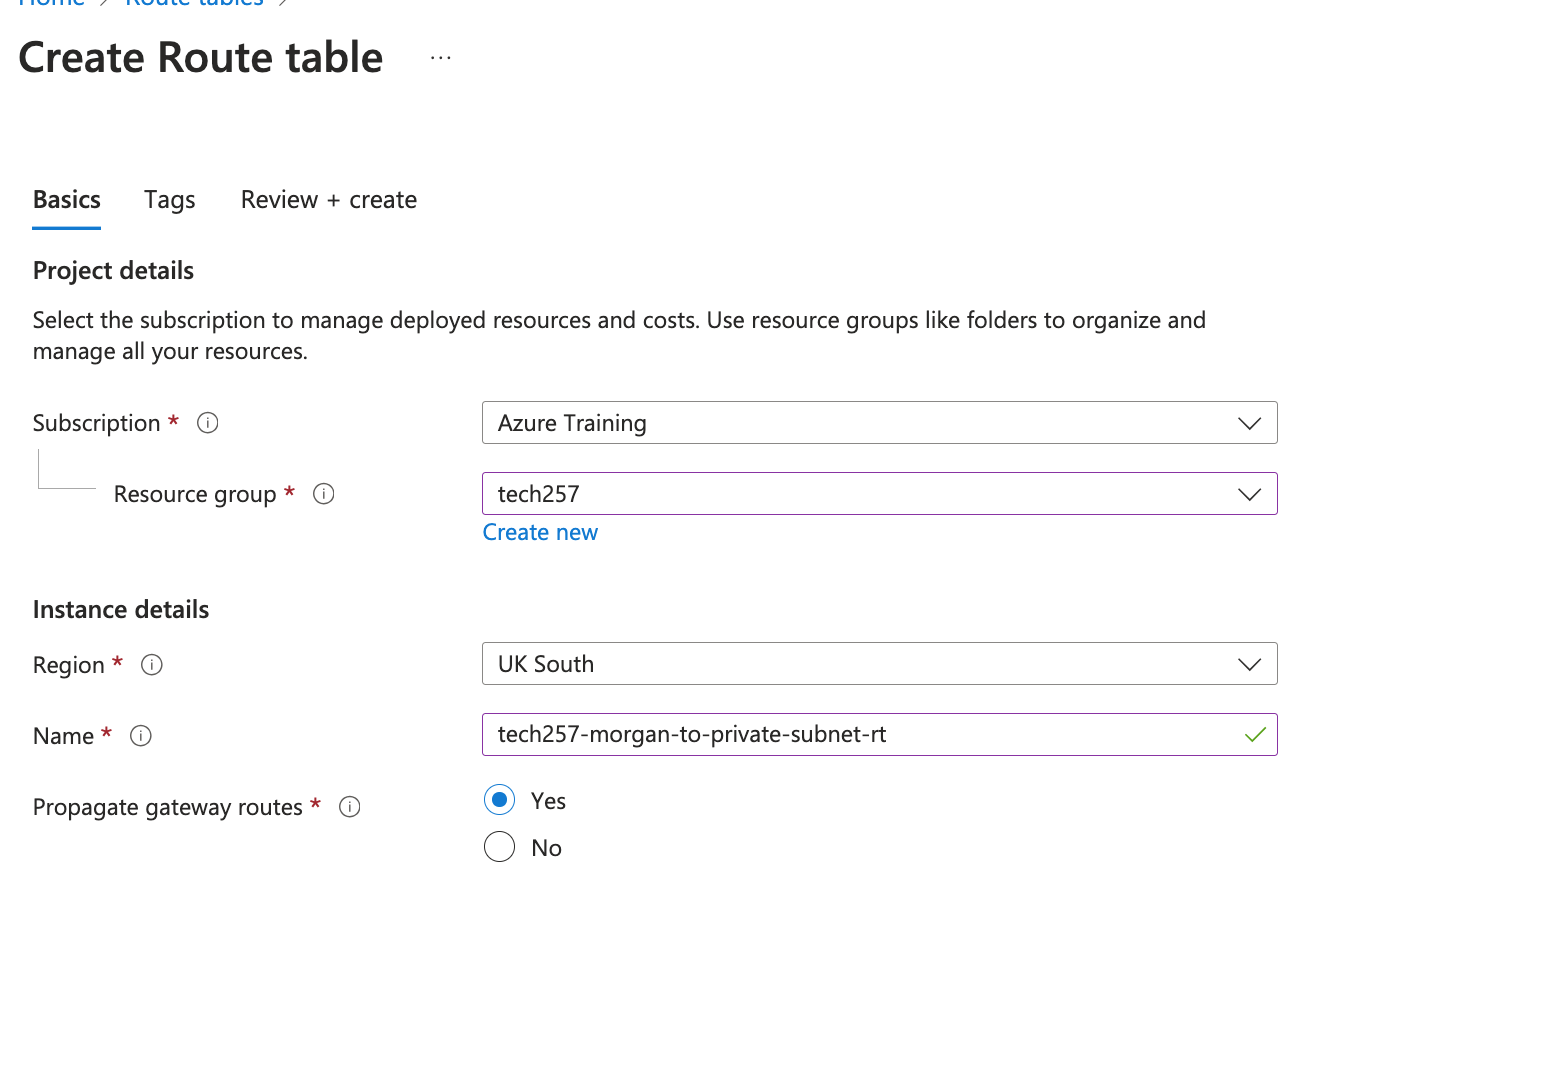 Home > Route tables >
Create Route table ...
Basics Tags Review + create
Project details
Select the subscription to manage deployed resources and costs. Use resource groups like folders to organize and
manage all your resources.
Subscription *
Azure Training
Resource group *
tech257
Create new
Instance details
Region *
UK South
Name *
tech257-morgan-to-private-subnet-rt
Propagate gateway routes *
Yes
No